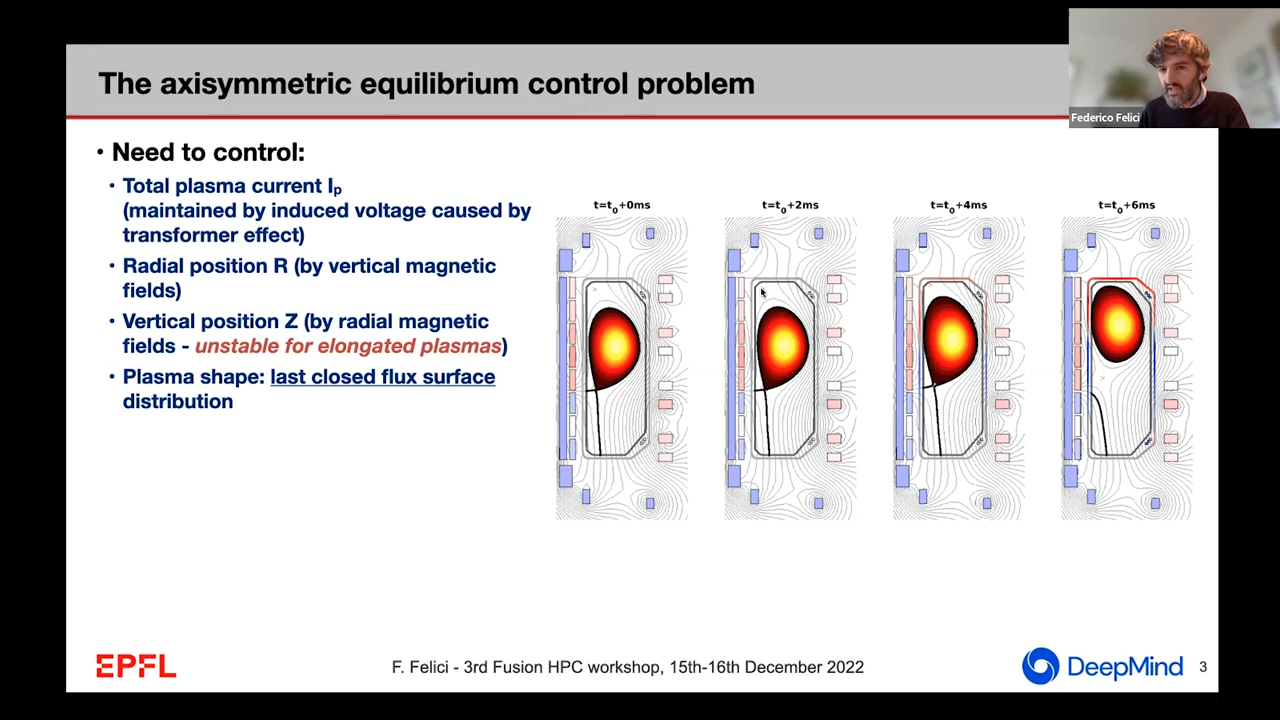 The axisymmetric equilibrium control problem
Federico Felici
• Need to control:
• Total plasma current Iₚ
(maintained by induced voltage caused by
transformer effect)
• Radial position R (by vertical magnetic
fields)
• Vertical position Z (by radial magnetic
fields - unstable for elongated plasmas)
• Plasma shape: last closed flux surface
distribution
t=t₀+0ms
t=t₀+2ms
t=t₀+4ms
t=t₀+6ms
EPFL
F. Felici - 3rd Fusion HPC workshop, 15th-16th December 2022
DeepMind
3